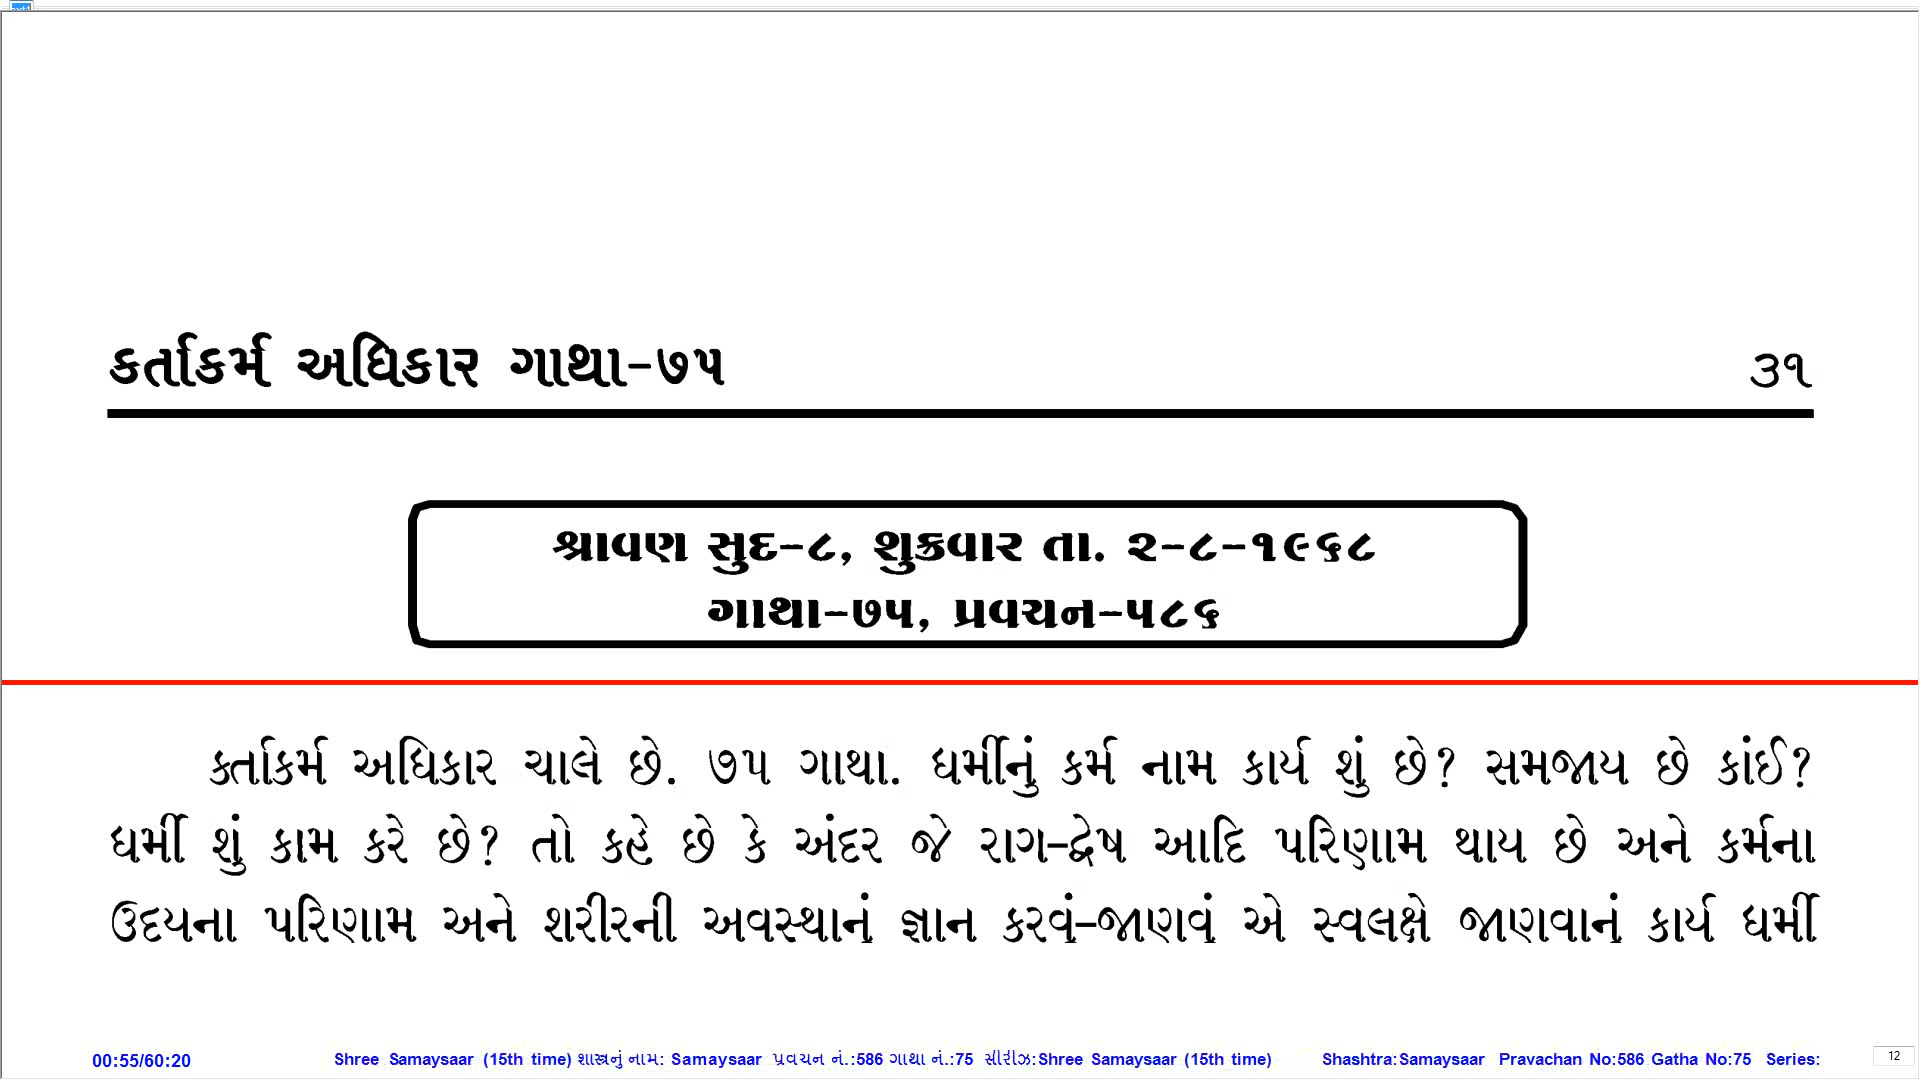 કર્તાકર્મ અધિકાર ગાથા-૭૫ ૩૧
શ્રાવણ સુદ-૮, શુક્રવાર તા. ૨-૮-૧૯૬૮
ગાથા-૭૫, પ્રવચન-૫૮૬
કર્તાકર્મ અધિકાર ચાલે છે. ૭૫ ગાથા. ધર્મીનું કર્મ નામ કાર્ય શું છે? સમજાય છે કાંઈ?
ધર્મી શું કામ કરે છે? તો કહે છે કે અંદર જે રાગ-દ્વેષ આદિ પરિણામ થાય છે અને કર્મના
ઉદયના પરિણામ અને શરીરની અવસ્થાનું જ્ઞાન કરવું-જાણવું એ સ્વલક્ષે જાણવાનું કાર્ય ધર્મી
00:55/60:20 Shree Samaysaar (15th time) શાસ્ત્રનું નામ: Samaysaar પ્રવચન નં.:586 ગાથા નં.:75 સીરીઝ:Shree Samaysaar (15th time) Shashtra:Samaysaar Pravachan No:586 Gatha No:75 Series: 12